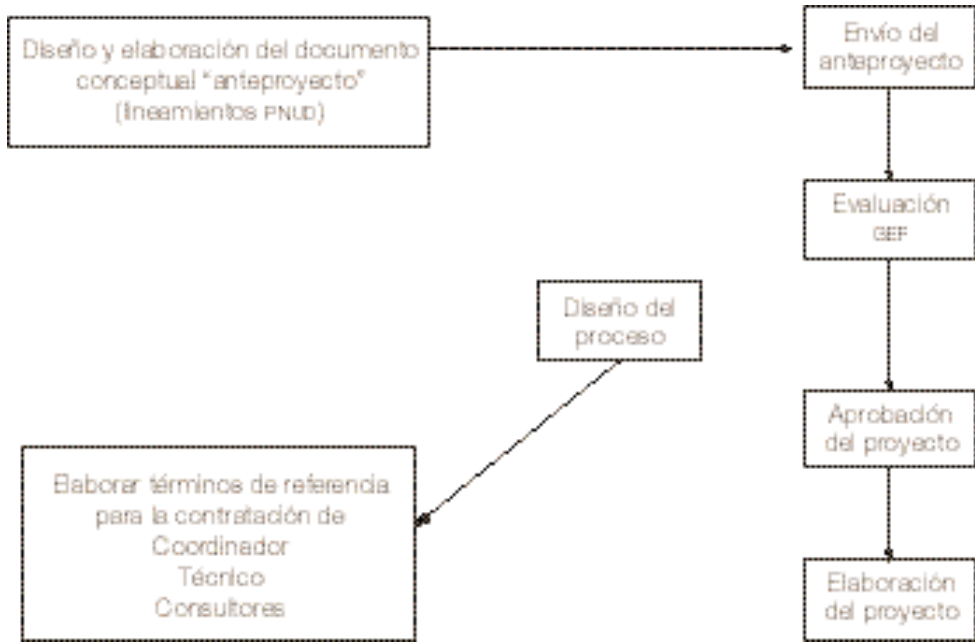 Diseño y elaboración del documento
conceptual "anteproyecto"
(lineamientos PNUD)
Envío del
anteproyecto
Evaluación
GEF
Diseño del
proceso
Aprobación
del proyecto
Elaborar términos de referencia
para la contratación de
Coordinador
Técnico
Consultores
Elaboración
del proyecto